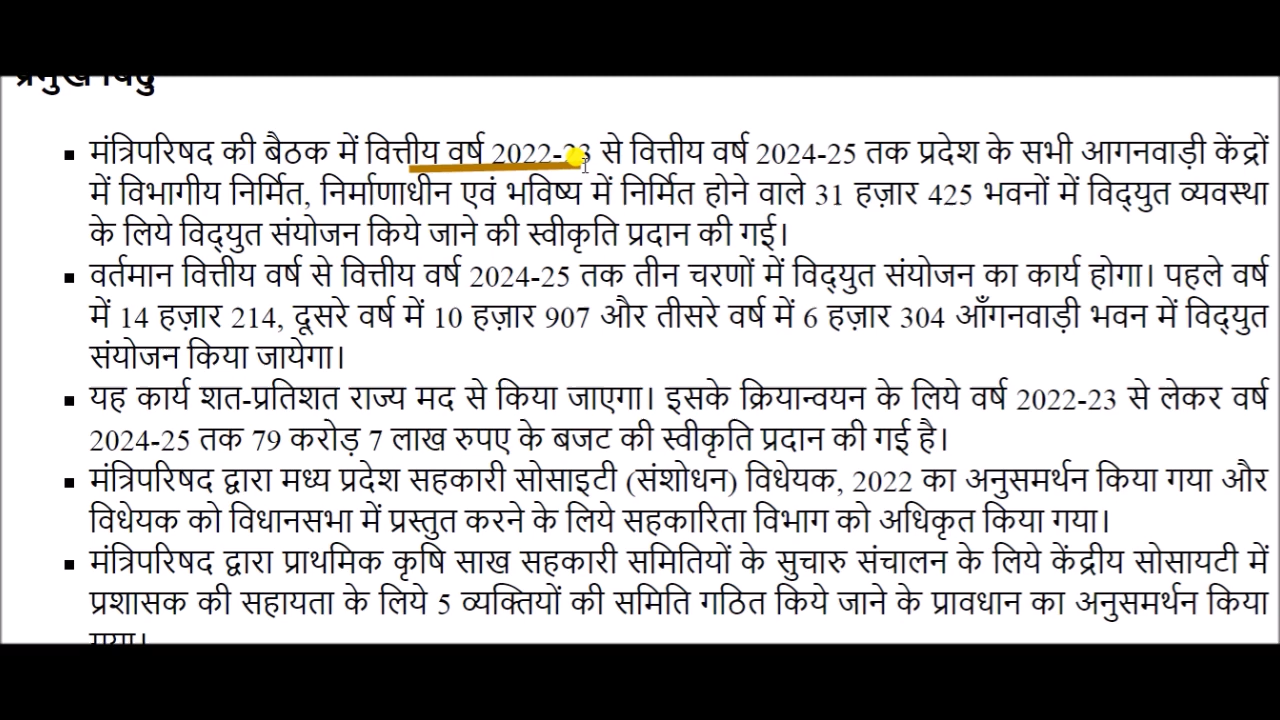 प्रमुख बिंदु
मंत्रिपरिषद की बैठक में वित्तीय वर्ष 2022-23 से वित्तीय वर्ष 2024-25 तक प्रदेश के सभी आगनवाड़ी केंद्रों
में विभागीय निर्मित, निर्माणाधीन एवं भविष्य में निर्मित होने वाले 31 हज़ार 425 भवनों में विद्युत व्यवस्था
के लिये विद्युत संयोजन किये जाने की स्वीकृति प्रदान की गई।
वर्तमान वित्तीय वर्ष से वित्तीय वर्ष 2024-25 तक तीन चरणों में विद्युत संयोजन का कार्य होगा। पहले वर्ष
में 14 हज़ार 214, दूसरे वर्ष में 10 हज़ार 907 और तीसरे वर्ष में 6 हज़ार 304 आँगनवाड़ी भवन में विद्युत
संयोजन किया जायेगा।
यह कार्य शत-प्रतिशत राज्य मद से किया जाएगा। इसके क्रियान्वयन के लिये वर्ष 2022-23 से लेकर वर्ष
2024-25 तक 79 करोड़ 7 लाख रुपए के बजट की स्वीकृति प्रदान की गई है।
मंत्रिपरिषद द्वारा मध्य प्रदेश सहकारी सोसाइटी (संशोधन) विधेयक, 2022 का अनुसमर्थन किया गया और
विधेयक को विधानसभा में प्रस्तुत करने के लिये सहकारिता विभाग को अधिकृत किया गया।
मंत्रिपरिषद द्वारा प्राथमिक कृषि साख सहकारी समितियों के सुचारु संचालन के लिये केंद्रीय सोसायटी में
प्रशासक की सहायता के लिये 5 व्यक्तियों की समिति गठित किये जाने के प्रावधान का अनुसमर्थन किया
गया।